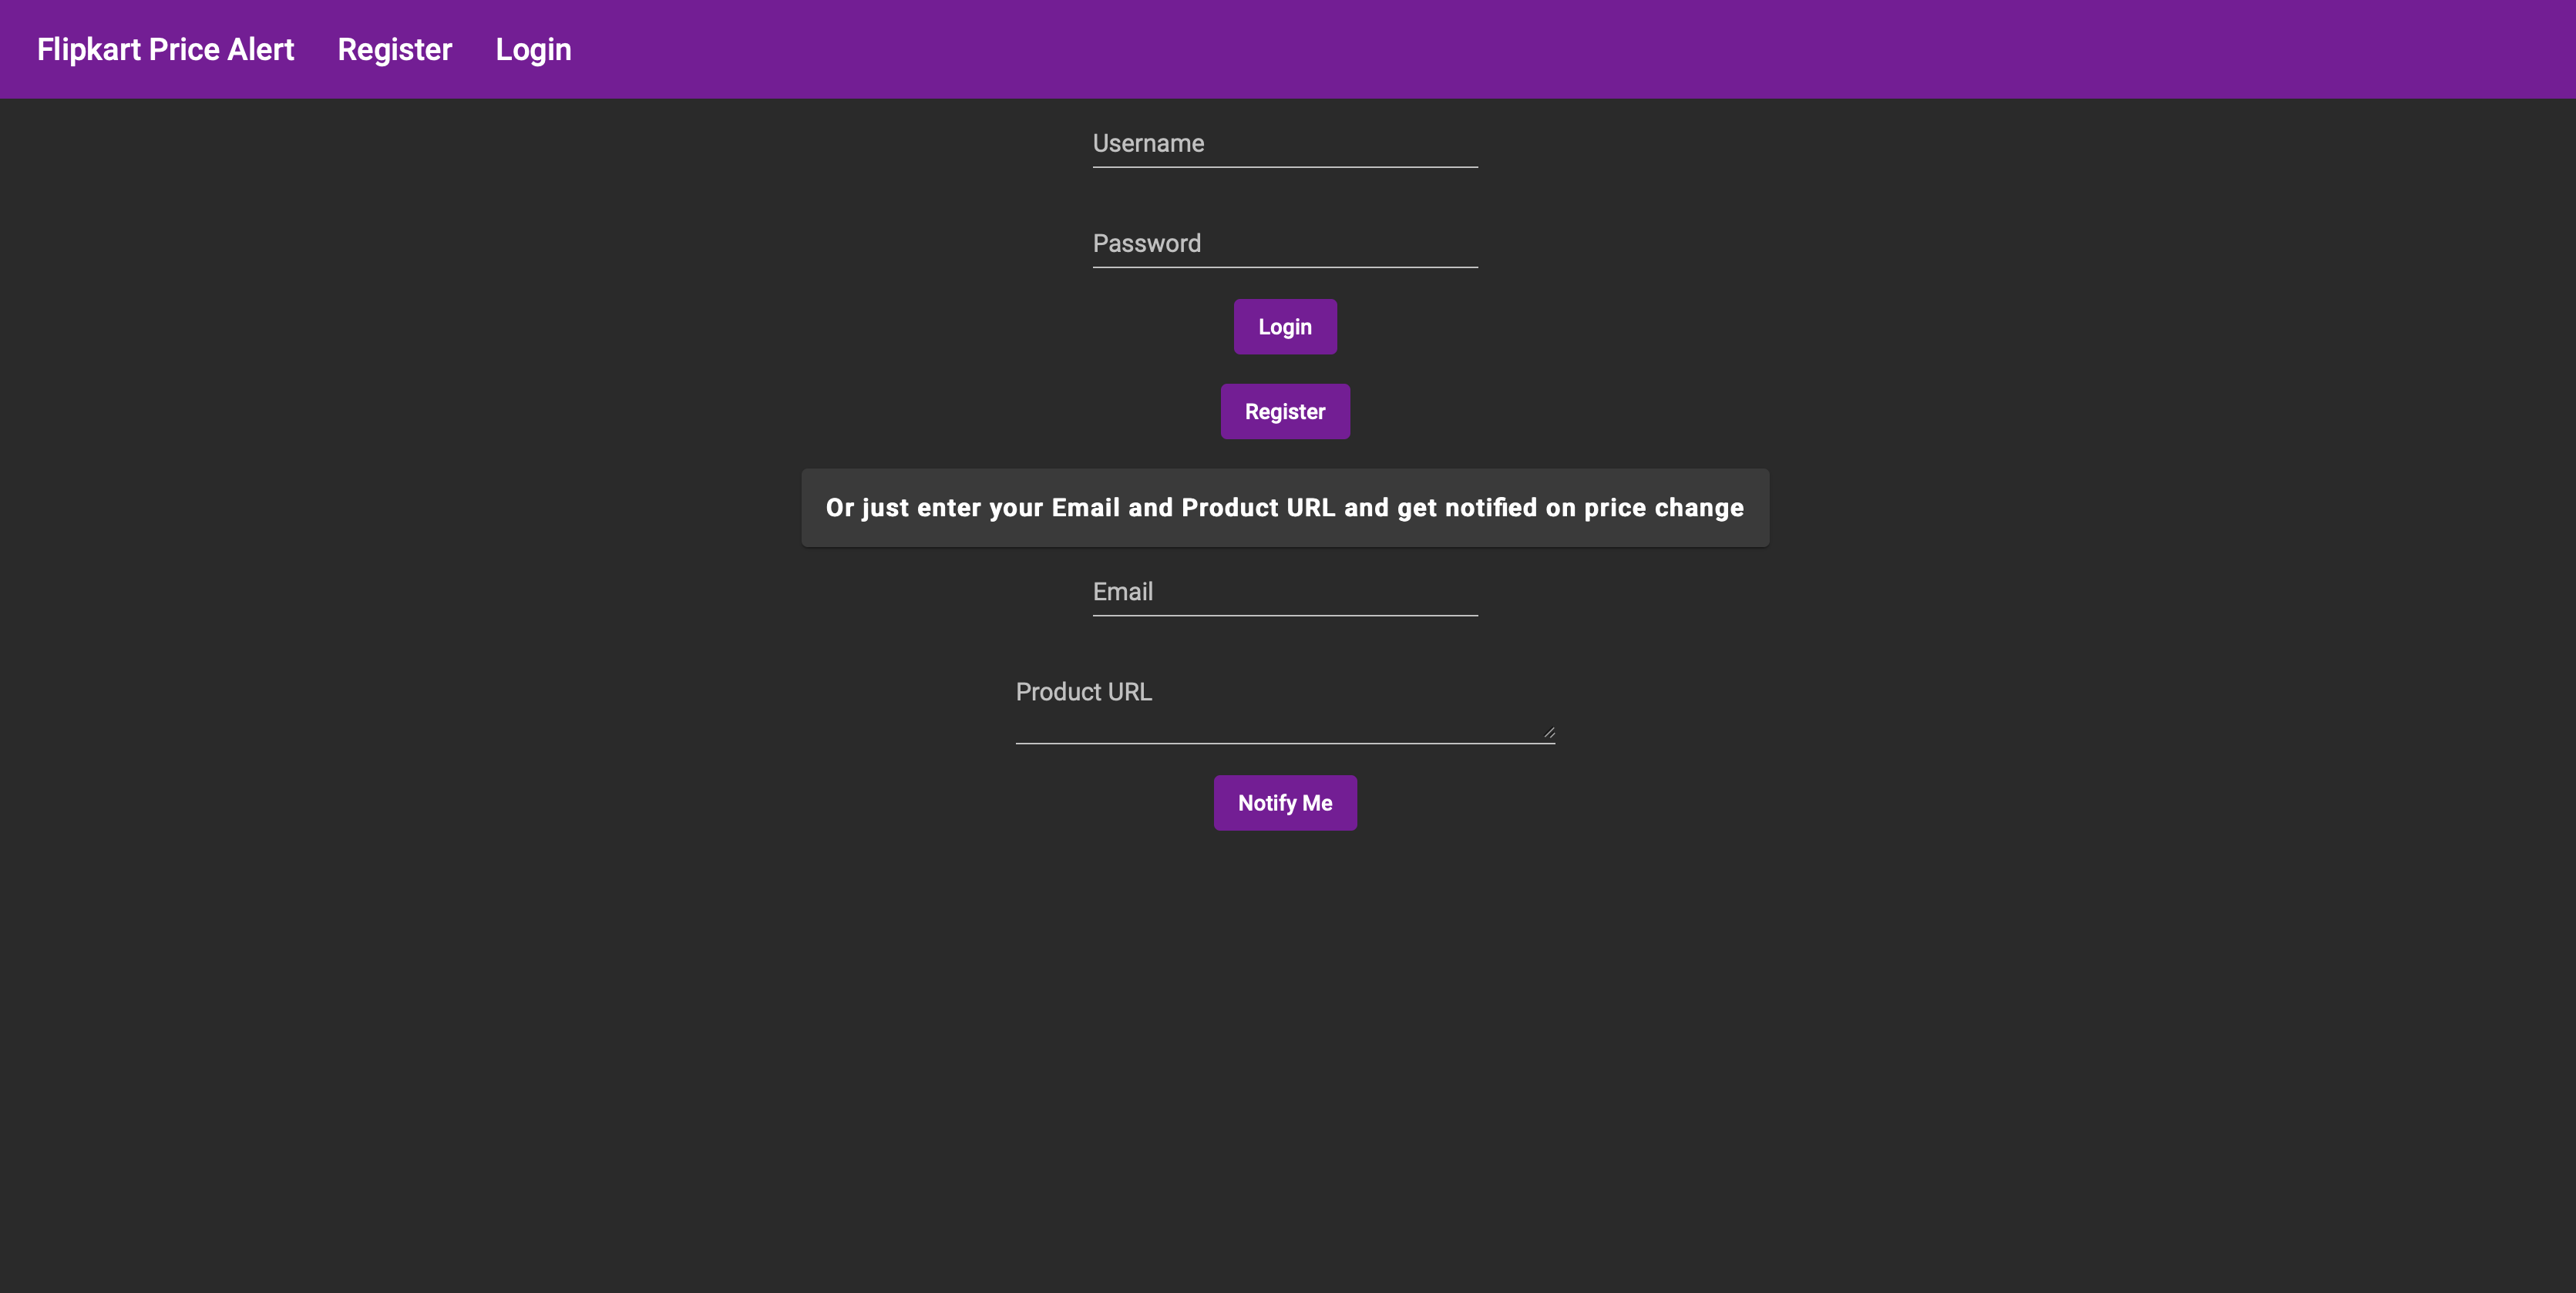 Flipkart Price Alert Register Login
Username
Password
Login
Register
Or just enter your Email and Product URL and get notified on price change
Email
Product URL
Notify Me